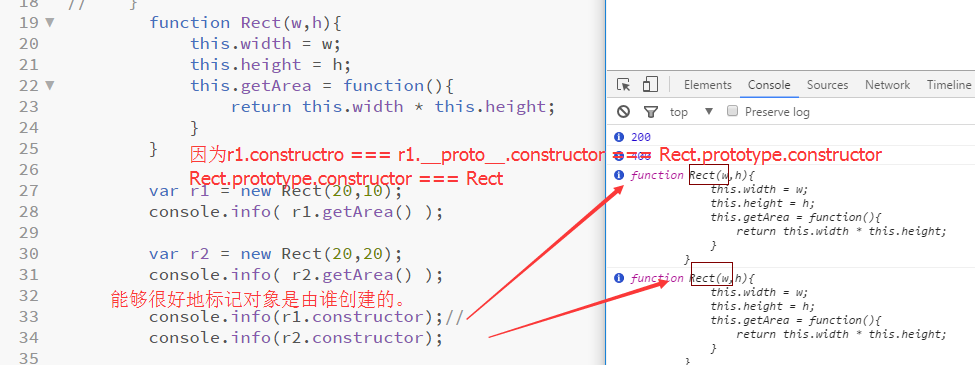 18 // }
19 function Rect(w,h){
20 this.width = w;
21 this.height = h;
22 this.getArea = function(){
23 return this.width * this.height;
24 }
25 }
因为r1.constructro === r1.__proto__.constructor === Rect.prototype.constructor
26
Rect.prototype.constructor === Rect
27 var r1 = new Rect(20,10);
28 console.info( r1.getArea() );
29
30 var r2 = new Rect(20,20);
31 console.info( r2.getArea() );
32
能够很好地标记对象是由谁创建的。
33 console.info(r1.constructor);//
34 console.info(r2.constructor);
35
Elements Console Sources Network Timeline
top Preserve log
200
400
function Rect(w,h){
this.width = w;
this.height = h;
this.getArea = function(){
return this.width * this.height;
}
}
function Rect(w,h){
this.width = w;
this.height = h;
this.getArea = function(){
return this.width * this.height;
}
}